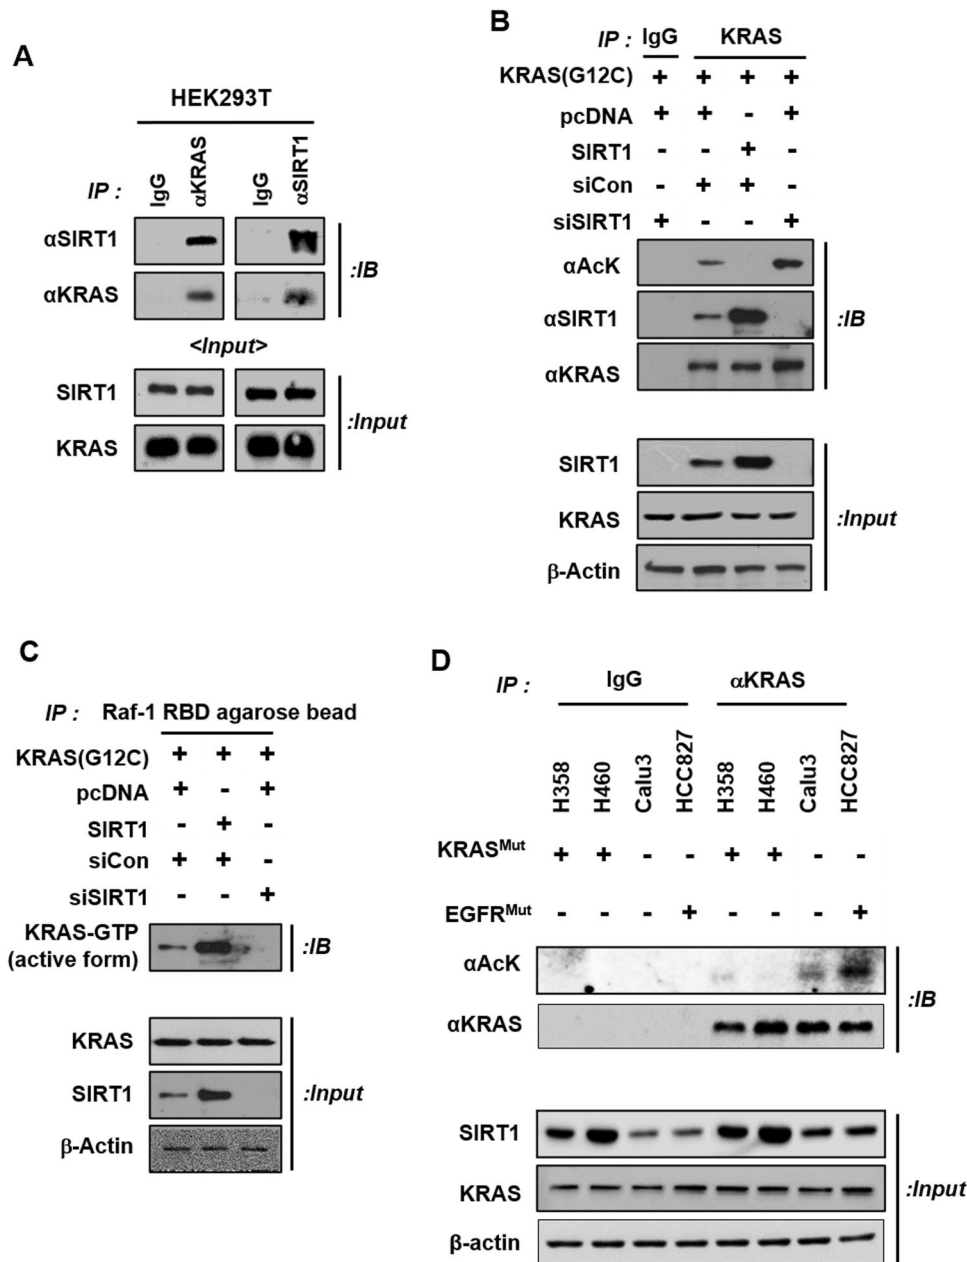 A
HEK293T
IP : IgG αKRAS IgG αSIRT1
αSIRT1
αKRAS
:IB
<Input>
SIRT1
KRAS
:Input
B
IP : IgG KRAS
KRAS(G12C) + + + +
pcDNA + + - +
SIRT1 - - + -
siCon - + + -
siSIRT1 + - - +
αAcK
αSIRT1
αKRAS
:IB
SIRT1
KRAS
β-Actin
:Input
C
IP : Raf-1 RBD agarose bead
KRAS(G12C) + + +
pcDNA + - +
SIRT1 - + -
siCon + + -
siSIRT1 - - +
KRAS-GTP
(active form)
:IB
KRAS
SIRT1
β-Actin
:Input
D
IP : IgG αKRAS
H358 H460 Calu3 HCC827 H358 H460 Calu3 HCC827
KRASMut + + - - + + - -
EGFRMut - - - + - - - +
αAcK
αKRAS
:IB
SIRT1
KRAS
β-actin
:Input